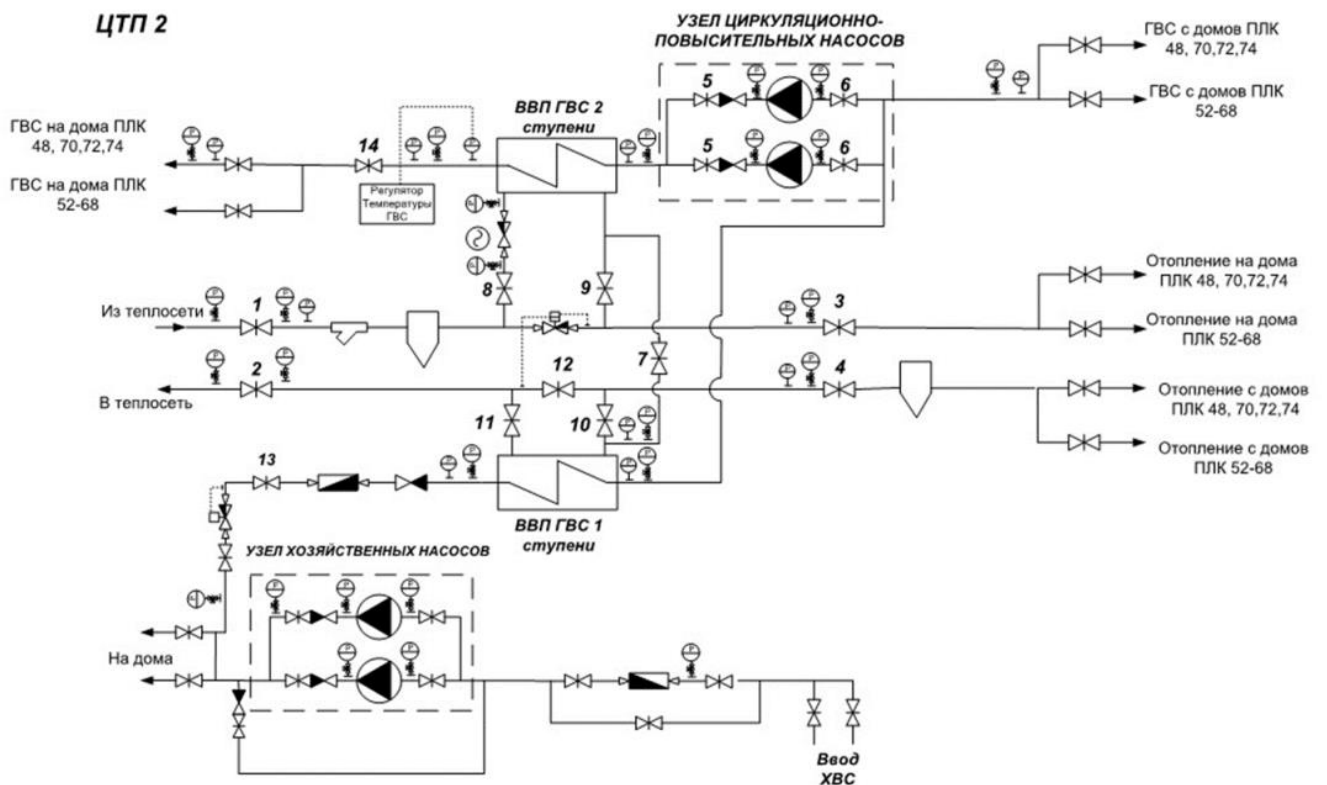 ЦТП 2
УЗЕЛ ЦИРКУЛЯЦИОННО-
ПОВЫСИТЕЛЬНЫХ НАСОСОВ
ГВС с домов ПЛК
48, 70,72,74
ГВС с домов ПЛК
52-68
5
6
5
6
ВВП ГВС 2
ступени
ГВС на дома ПЛК
48, 70,72,74
ГВС на дома ПЛК
52-68
14
Регулятор
Температуры
ГВС
8
9
Из теплосети
1
3
Отопление на дома
ПЛК 48, 70,72,74
Отопление на дома
ПЛК 52-68
7
В теплосеть
2
12
4
Отопление с домов
ПЛК 48, 70,72,74
Отопление с домов
ПЛК 52-68
11
10
13
ВВП ГВС 1
ступени
УЗЕЛ ХОЗЯЙСТВЕННЫХ НАСОСОВ
На дома
Ввод
ХВС